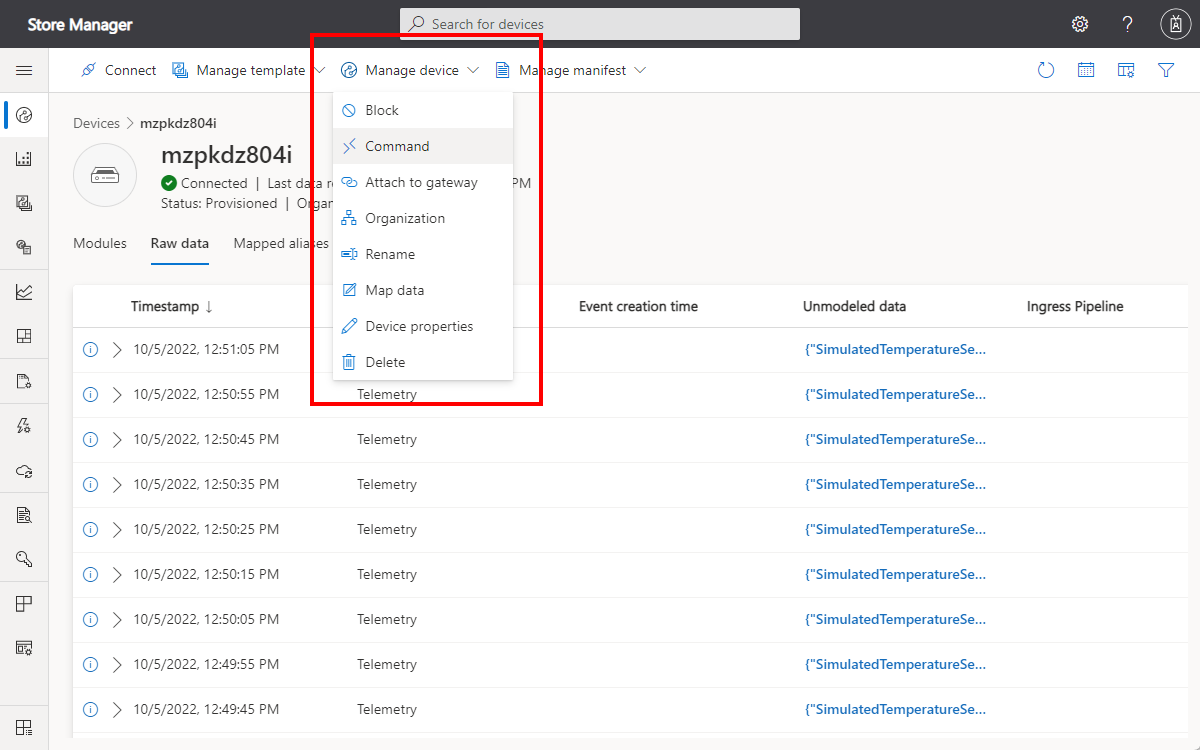 Store Manager
Search for devices
?
Connect Manage template Manage device Manage manifest
Block
Command
Attach to gateway
Organization
Rename
Map data
Device properties
Delete
Devices > mzpkdz804i
mzpkdz804i
Connected | Last data PM
Status: Provisioned |
Modules Raw data Mapped aliases
Timestamp ↓ Event creation time Unmodeled data Ingress Pipeline
10/5/2022, 12:51:05 PM {"SimulatedTemperatureSe...
10/5/2022, 12:50:55 PM Telemetry {"SimulatedTemperatureSe...
10/5/2022, 12:50:45 PM Telemetry {"SimulatedTemperatureSe...
10/5/2022, 12:50:35 PM Telemetry {"SimulatedTemperatureSe...
10/5/2022, 12:50:25 PM Telemetry {"SimulatedTemperatureSe...
10/5/2022, 12:50:15 PM Telemetry {"SimulatedTemperatureSe...
10/5/2022, 12:50:05 PM Telemetry {"SimulatedTemperatureSe...
10/5/2022, 12:49:55 PM Telemetry {"SimulatedTemperatureSe...
10/5/2022, 12:49:45 PM Telemetry {"SimulatedTemperatureSe...